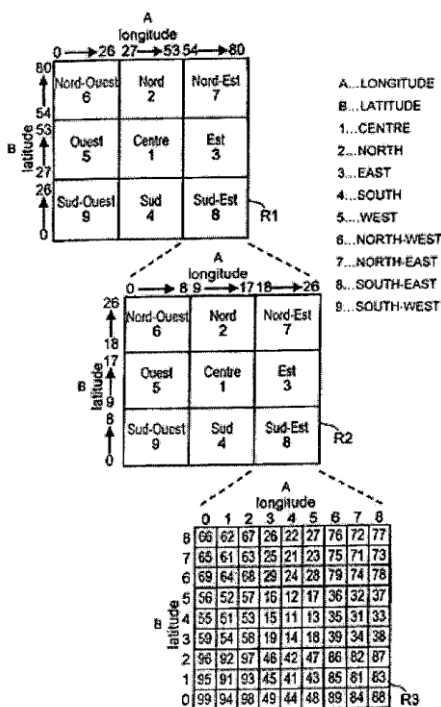 A
longitude
0 26 27 53 54 80
80
54
53
27
26
0
B latitude
Nord-Ouest Nord Nord-Est
6 2 7
Ouest Centre Est
5 1 3
Sud-Ouest Sud Sud-Est
9 4 8
R1
A...LONGITUDE
B...LATITUDE
1...CENTRE
2...NORTH
3...EAST
4...SOUTH
5...WEST
6...NORTH-WEST
7...NORTH-EAST
8...SOUTH-EAST
9...SOUTH-WEST
A
longitude
0 8 9 17 18 26
26
18
17
9
8
0
B latitude
Nord-Ouest Nord Nord-Est
6 2 7
Ouest Centre Est
5 1 3
Sud-Ouest Sud Sud-Est
9 4 8
R2
A
longitude
0 1 2 3 4 5 6 7 8
B latitude
8 66 62 67 26 22 27 76 72 77
7 65 61 63 25 21 23 75 71 73
6 69 64 68 29 24 28 79 74 78
5 56 52 57 16 12 17 36 32 37
4 55 51 53 15 11 13 35 31 33
3 59 54 58 19 14 18 39 34 38
2 96 92 97 46 42 47 86 82 87
1 95 91 93 45 41 43 85 81 83
0 99 94 98 49 44 48 89 84 88
R3